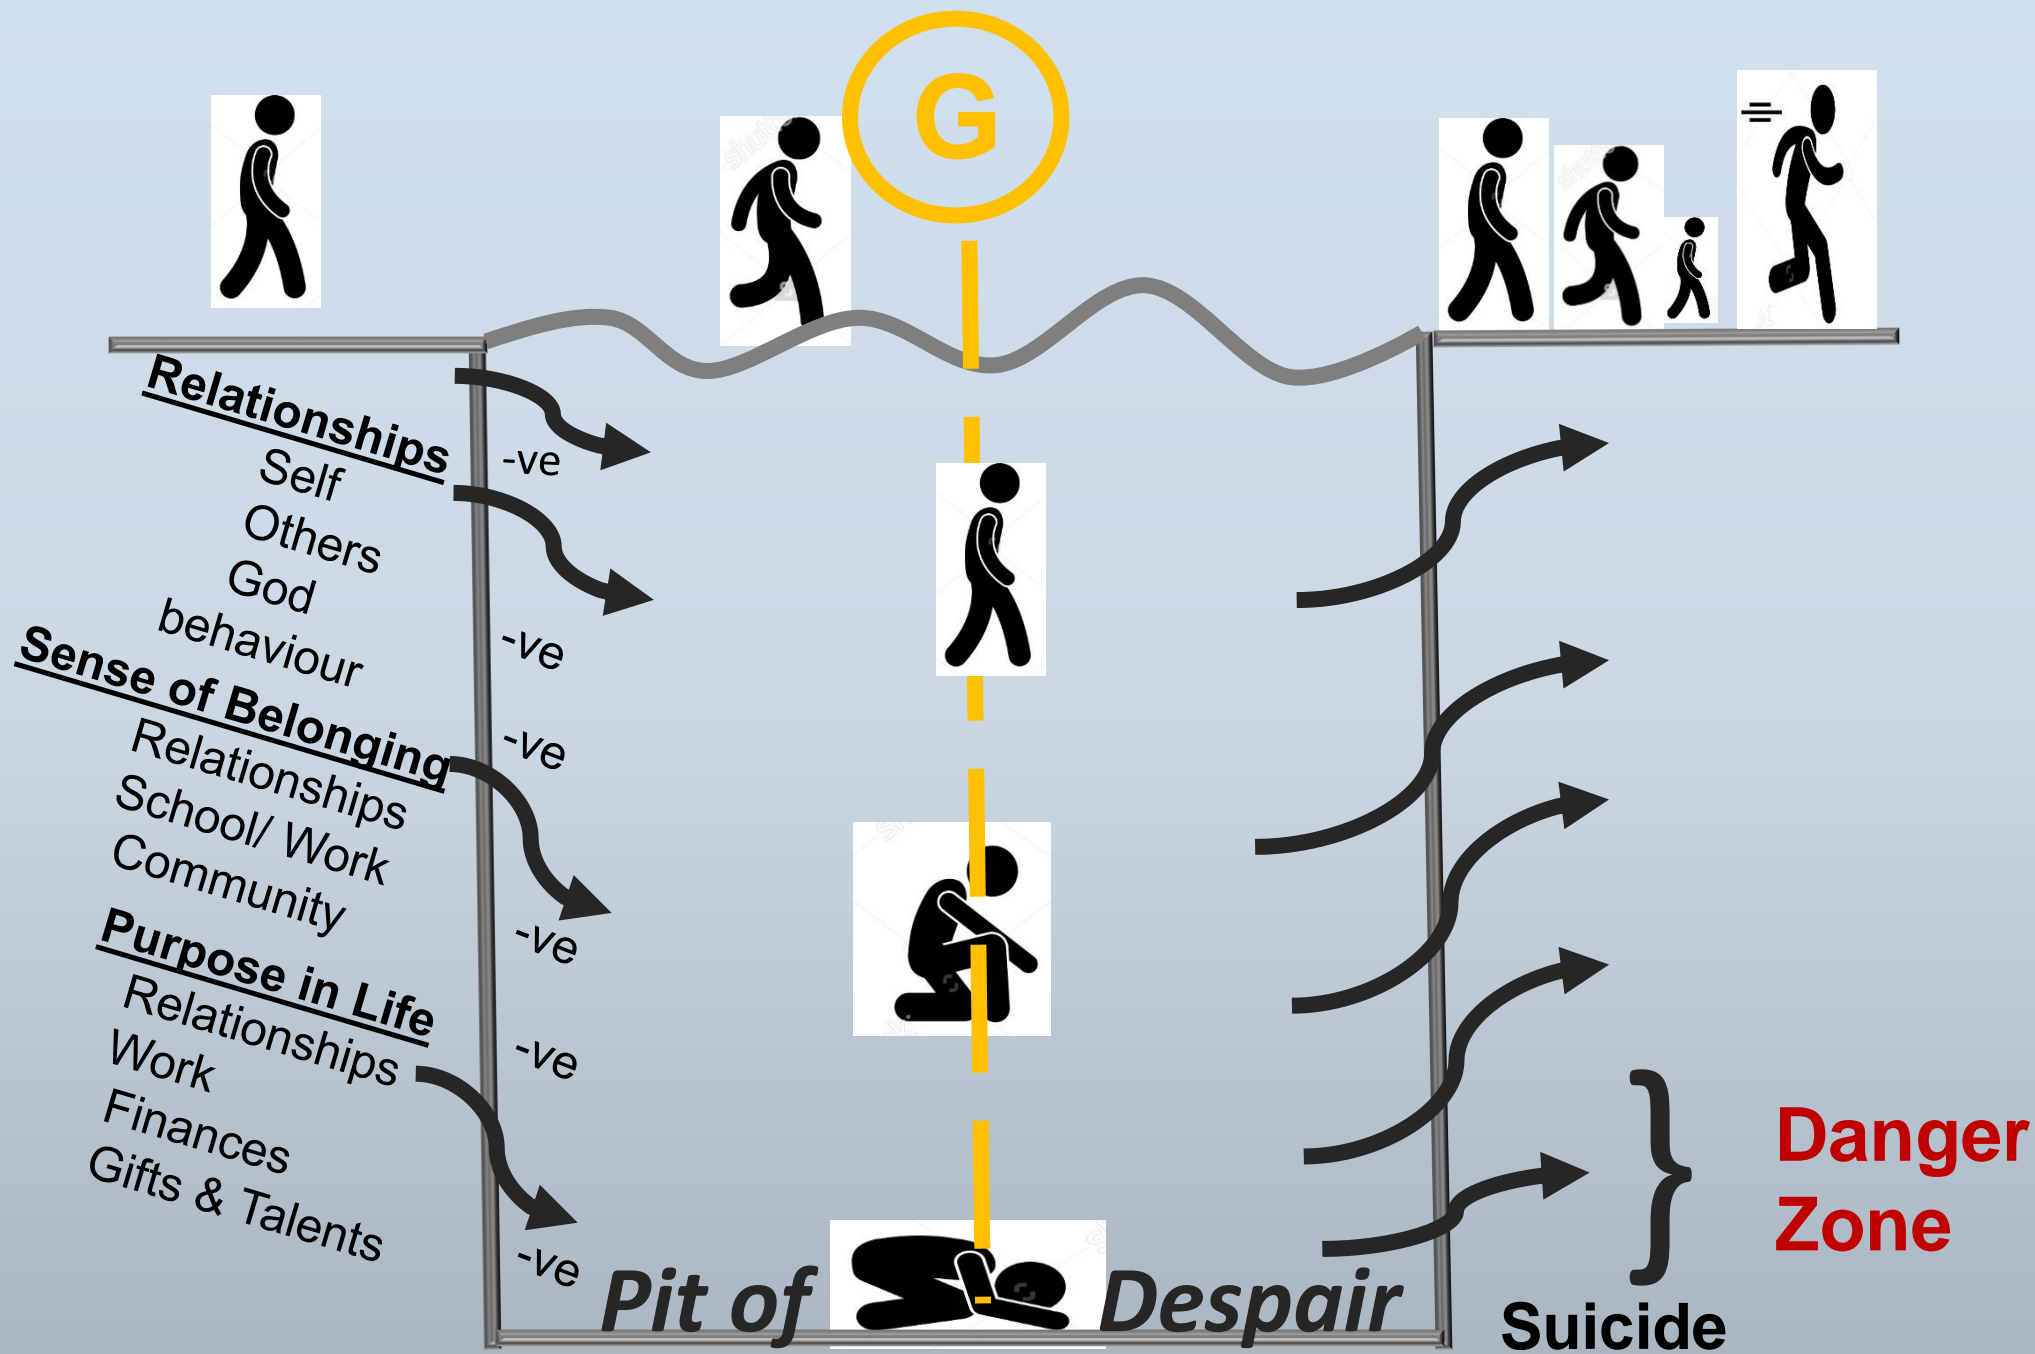 G
Relationships
Self
Others
God
behaviour
Sense of Belonging
Relationships
School/ Work
Community
Purpose in Life
Relationships
Work
Finances
Gifts & Talents
-ve
-ve
-ve
-ve
-ve
-ve
Pit of Despair
Danger
Zone
Suicide